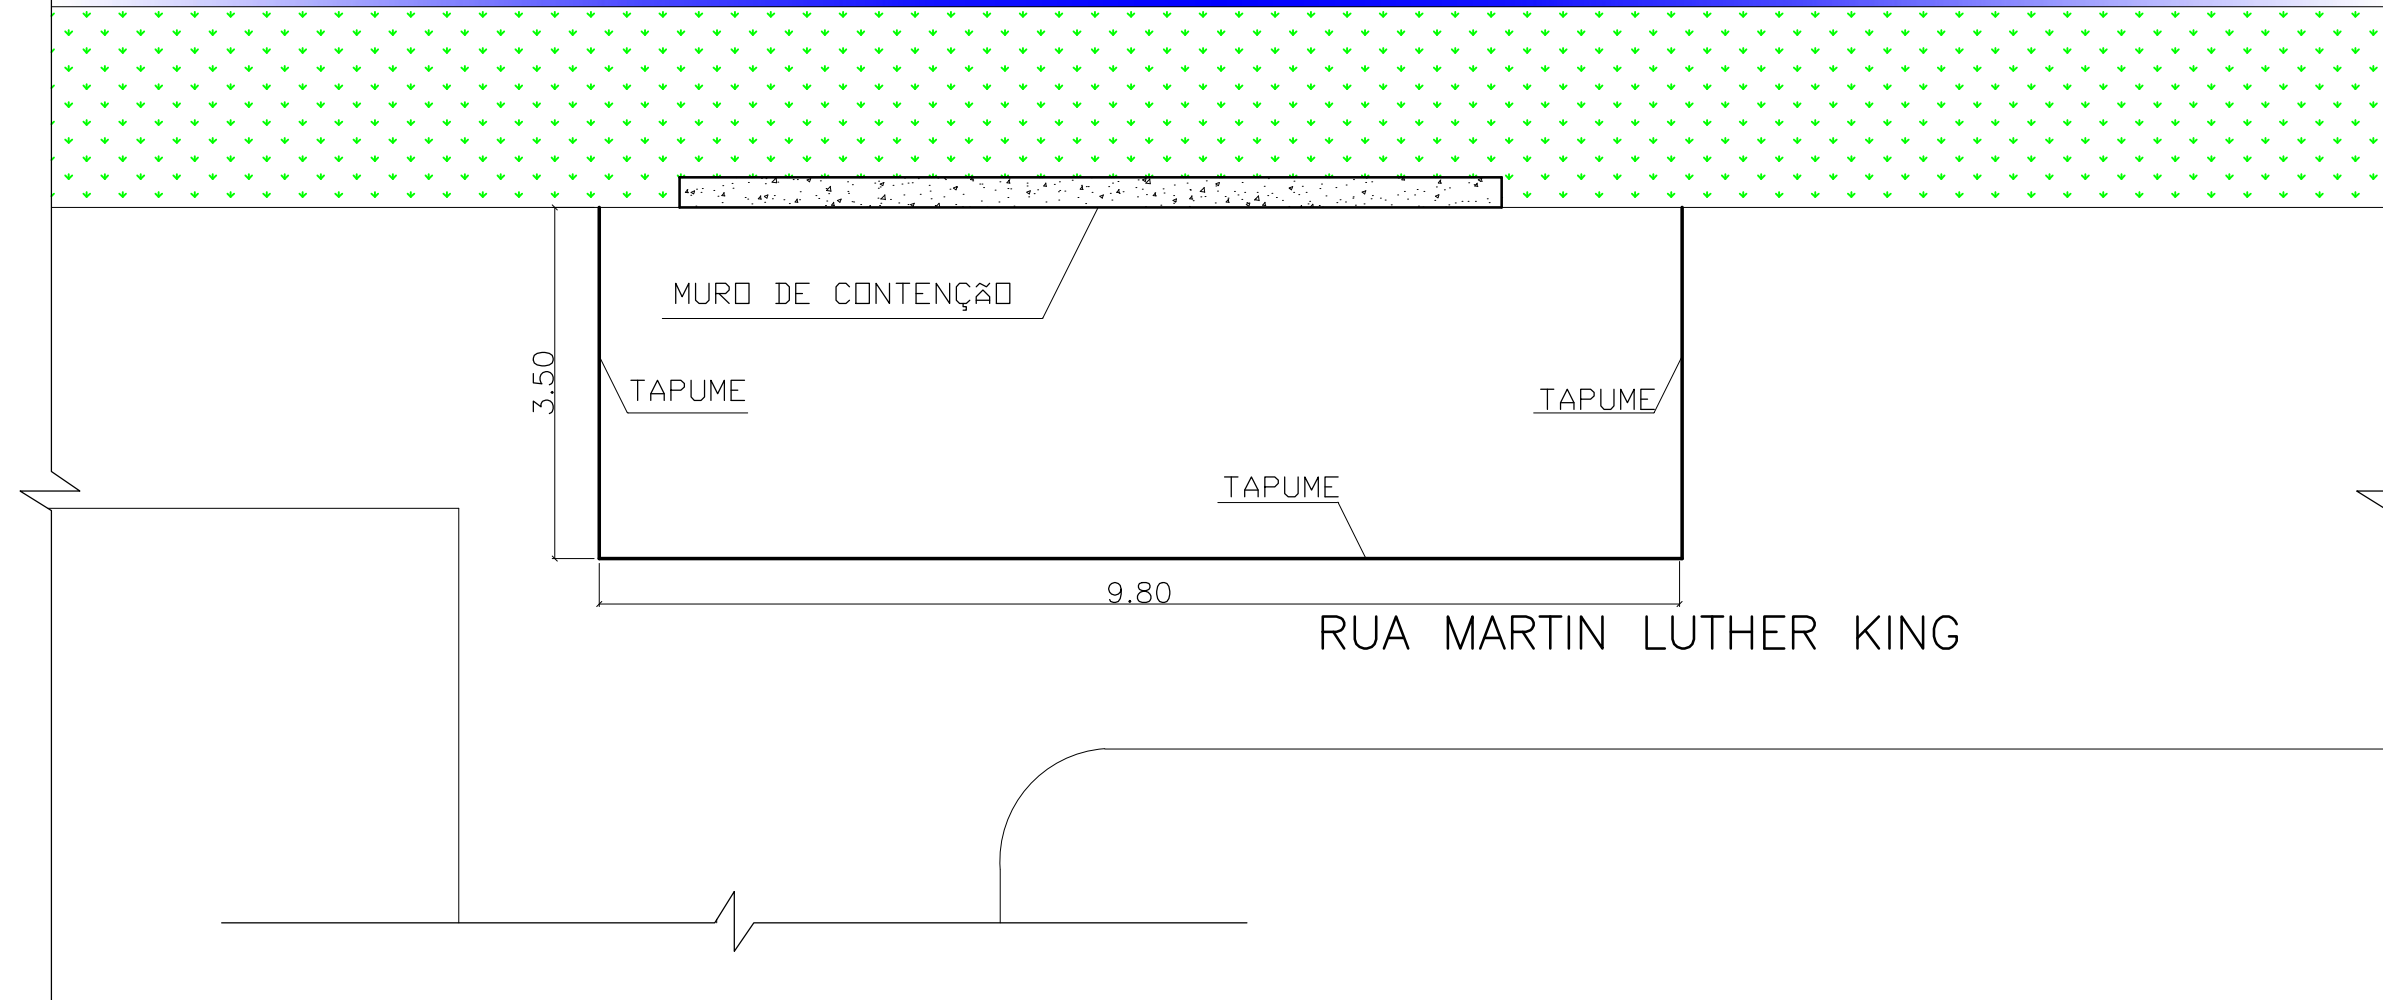 MURO DE CONTENÇÃO
3.50
TAPUME
TAPUME
TAPUME
9.80
RUA MARTIN LUTHER KING